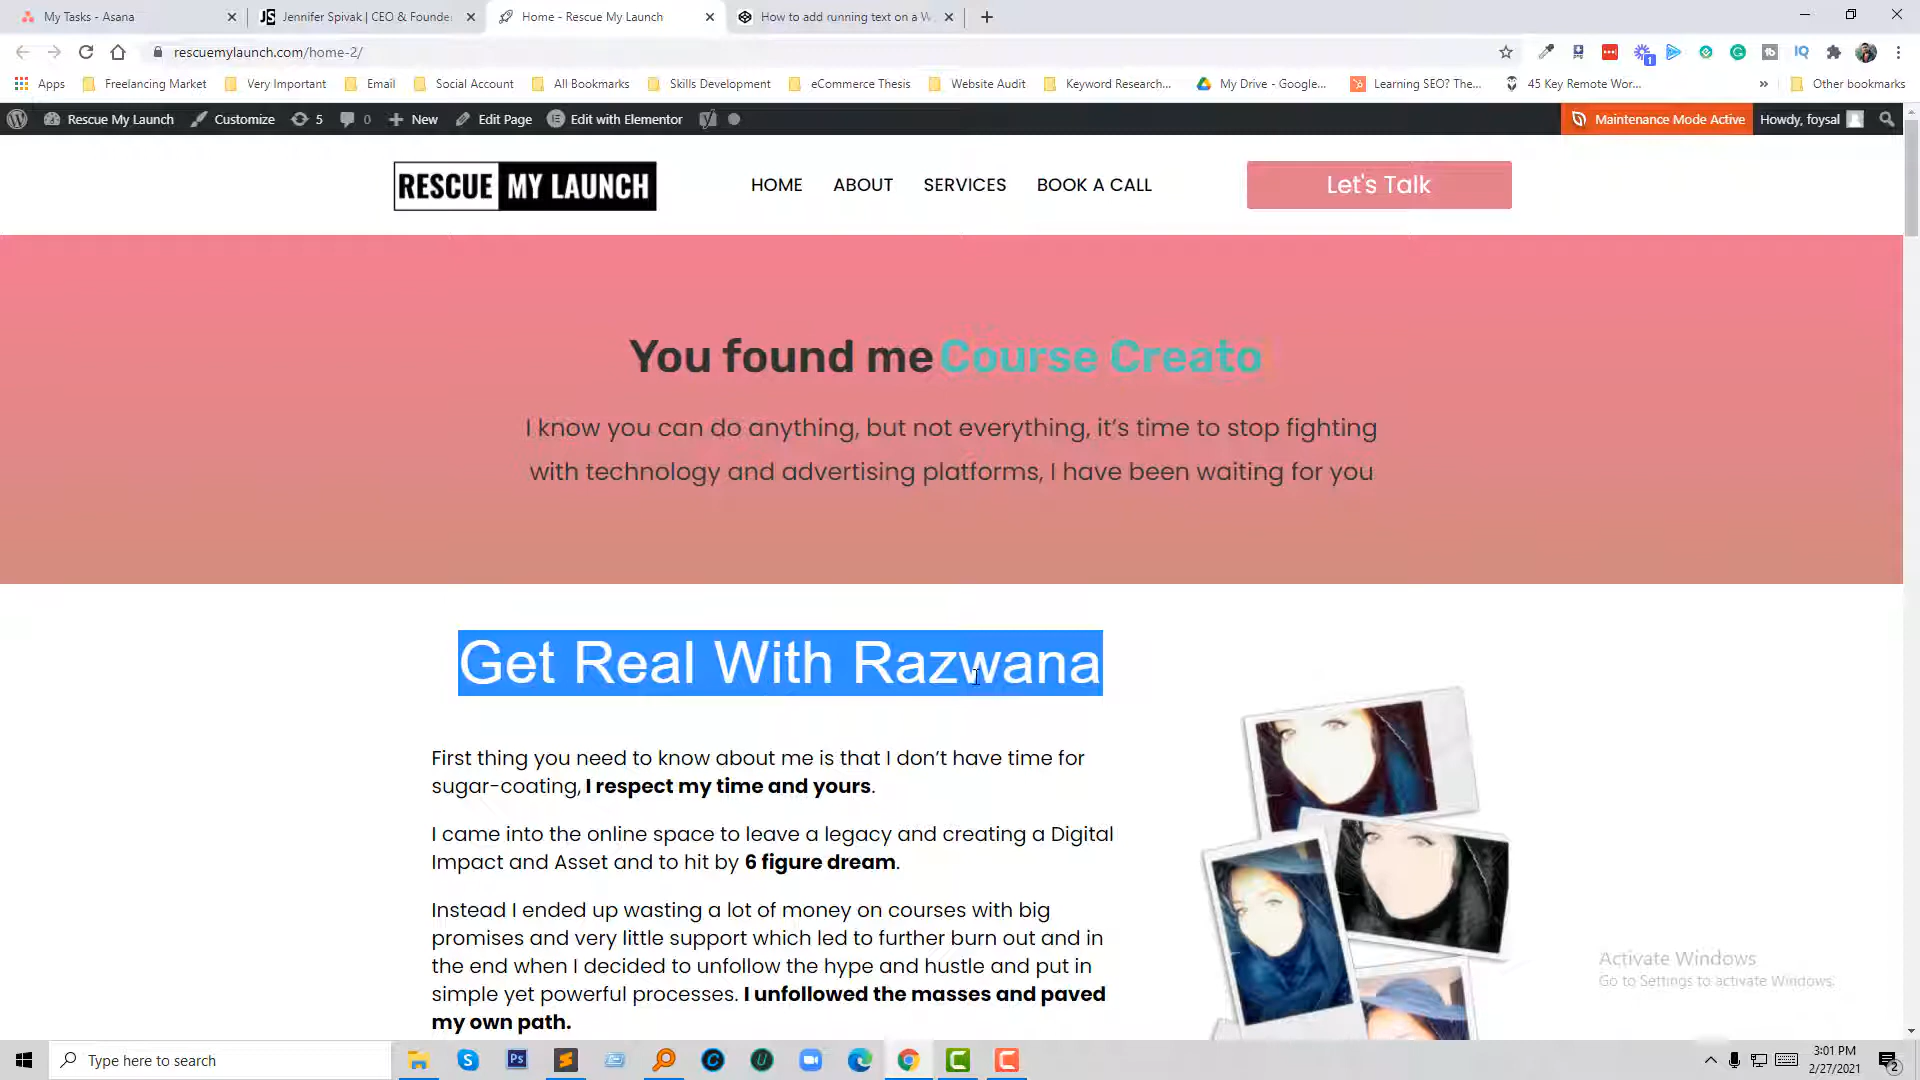 My Tasks - Asana
Jennifer Spivak | CEO & Founde
Home - Rescue My Launch
How to add running text on a W
rescuemylaunch.com/home-2/
Apps
Freelancing Market
Very Important
Email
Social Account
All Bookmarks
Skills Development
eCommerce Thesis
Website Audit
Keyword Research...
My Drive - Google...
Learning SEO? The...
45 Key Remote Wor...
Other bookmarks
Rescue My Launch
Customize
5
0
New
Edit Page
Edit with Elementor
Maintenance Mode Active
Howdy, foysal
RESCUE MY LAUNCH
HOME
ABOUT
SERVICES
BOOK A CALL
Let's Talk
You found me Course Creato
I know you can do anything, but not everything, it’s time to stop fighting
with technology and advertising platforms, I have been waiting for you
Get Real With Razwana
First thing you need to know about me is that I don’t have time for
sugar-coating, I respect my time and yours.
I came into the online space to leave a legacy and creating a Digital
Impact and Asset and to hit by 6 figure dream.
Instead I ended up wasting a lot of money on courses with big
promises and very little support which led to further burn out and in
the end when I decided to unfollow the hype and hustle and put in
simple yet powerful processes. I unfollowed the masses and paved
my own path.
Activate Windows
Go to Settings to activate Windows.
Type here to search
3:01 PM
2/27/2021